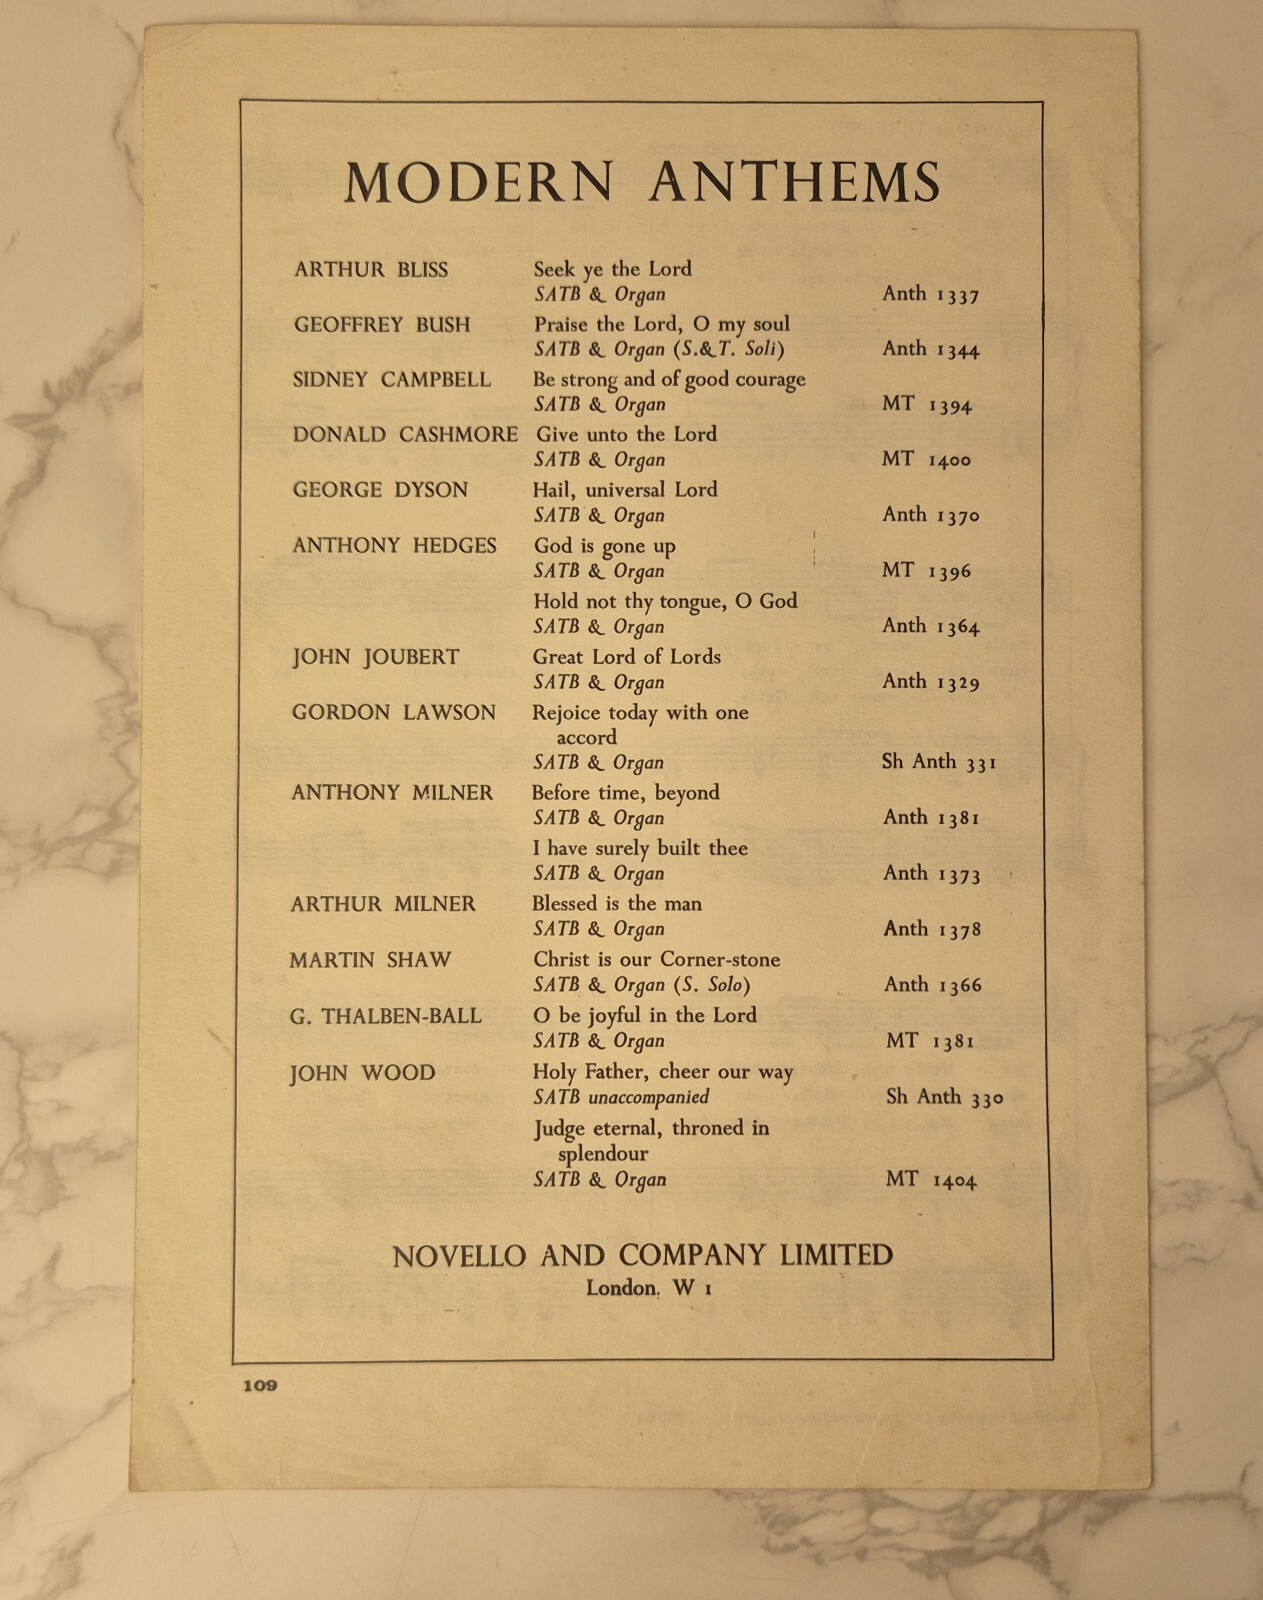 MODERN ANTHEMS
ARTHUR BLISS Seek ye the Lord
SATB & Organ Anth 1337
GEOFFREY BUSH Praise the Lord, O my soul
SATB & Organ (S.&T. Soli) Anth 1344
SIDNEY CAMPBELL Be strong and of good courage
SATB & Organ MT 1394
DONALD CASHMORE Give unto the Lord
SATB & Organ MT 1400
GEORGE DYSON Hail, universal Lord
SATB & Organ Anth 1370
ANTHONY HEDGES God is gone up
SATB & Organ MT 1396
Hold not thy tongue, O God
SATB & Organ Anth 1364
JOHN JOUBERT Great Lord of Lords
SATB & Organ Anth 1329
GORDON LAWSON Rejoice today with one
accord
SATB & Organ Sh Anth 331
ANTHONY MILNER Before time, beyond
SATB & Organ Anth 1381
I have surely built thee
SATB & Organ Anth 1373
ARTHUR MILNER Blessed is the man
SATB & Organ Anth 1378
MARTIN SHAW Christ is our Corner-stone
SATB & Organ (S. Solo) Anth 1366
G. THALBEN-BALL O be joyful in the Lord
SATB & Organ MT 1381
JOHN WOOD Holy Father, cheer our way
SATB unaccompanied Sh Anth 330
Judge eternal, throned in
splendour
SATB & Organ MT 1404
NOVELLO AND COMPANY LIMITED
London. W 1
109